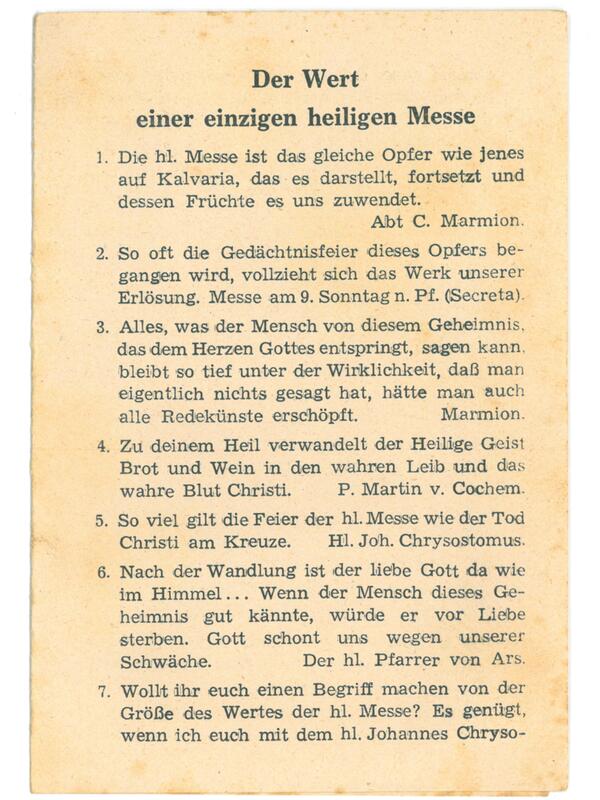 Der Wert
einer einzigen heiligen Messe
1. Die hl. Messe ist das gleiche Opfer wie jenes
auf Kalvaria, das es darstellt, fortsetzt und
dessen Früchte es uns zuwendet.
Abt C. Marmion.
2. So oft die Gedächtnisfeier dieses Opfers be-
gangen wird, vollzieht sich das Werk unserer
Erlösung. Messe am 9. Sonntag n. Pf. (Secreta).
3. Alles, was der Mensch von diesem Geheimnis,
das dem Herzen Gottes entspringt, sagen kann,
bleibt so tief unter der Wirklichkeit, daß man
eigentlich nichts gesagt hat, hätte man auch
alle Redekünste erschöpft. Marmion.
4. Zu deinem Heil verwandelt der Heilige Geist
Brot und Wein in den wahren Leib und das
wahre Blut Christi. P. Martin v. Cochem.
5. So viel gilt die Feier der hl. Messe wie der Tod
Christi am Kreuze. Hl. Joh. Chrysostomus.
6. Nach der Wandlung ist der liebe Gott da wie
im Himmel... Wenn der Mensch dieses Ge-
heimnis gut kännte, würde er vor Liebe
sterben. Gott schont uns wegen unserer
Schwäche. Der hl. Pfarrer von Ars.
7. Wollt ihr euch einen Begriff machen von der
Größe des Wertes der hl. Messe? Es genügt,
wenn ich euch mit dem hl. Johannes Chryso-